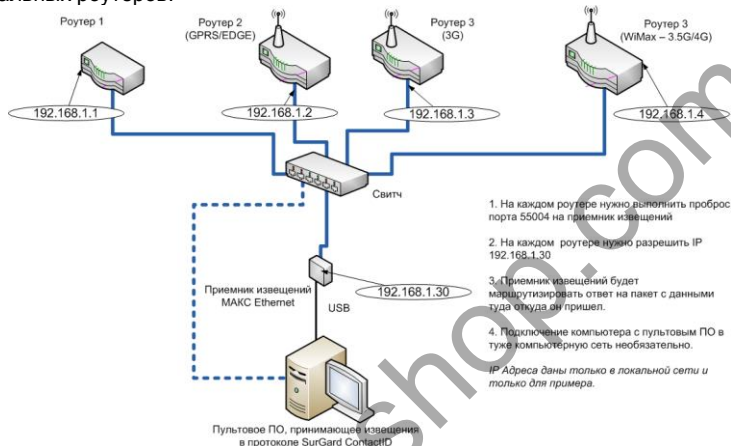 альных роутеров.
Роутер 1
Роутер 2
(GPRS/EDGE)
Роутер 3
(3G)
Роутер 3
(WiMax – 3.5G/4G)
192.168.1.1
192.168.1.2
192.168.1.3
192.168.1.4
Свитч
1. На каждом роутере нужно выполнить проброс
порта 55004 на приемник извещений
2. На каждом роутере нужно разрешить IP
192.168.1.30
3. Приемник извещений будет
маршрутизировать ответ на пакет с данными
туда откуда он пришел.
4. Подключение компьютера с пультовым ПО в
туже компьютерную сеть необязательно.
IP Адреса даны только в локальной сети и
только для примера.
Приемник извещений
МАКС Ethernet
USB
192.168.1.30
Пультовое ПО, принимающее извещения
в протоколе SurGard ContactID
shop.com